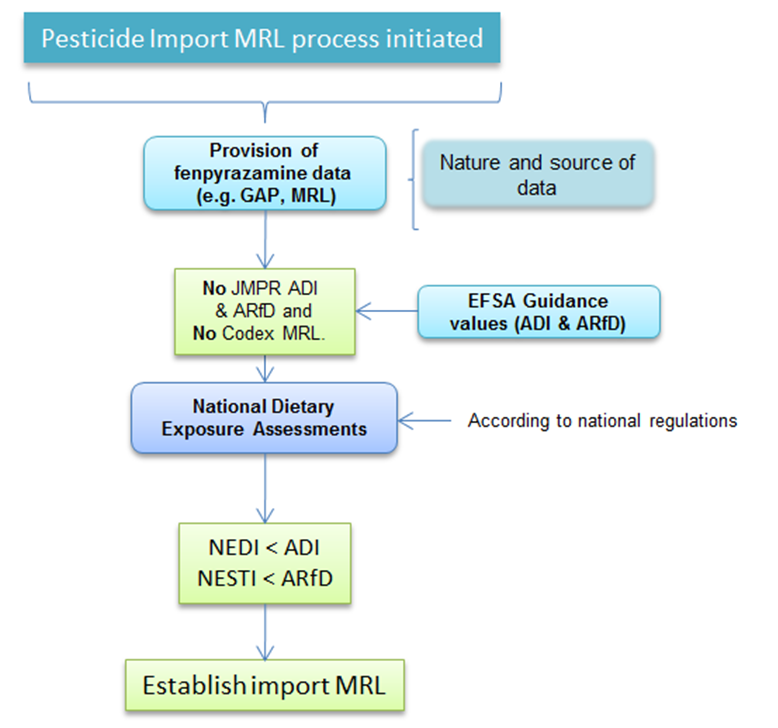 Pesticide Import MRL process initiated
Provision of
fenpyrazamine data
(e.g. GAP, MRL)
Nature and source of
data
No JMPR ADI
& ARfD and
No Codex MRL.
EFSA Guidance
values (ADI & ARfD)
National Dietary
Exposure Assessments
According to national regulations
NEDI < ADI
NESTI < ARfD
Establish import MRL